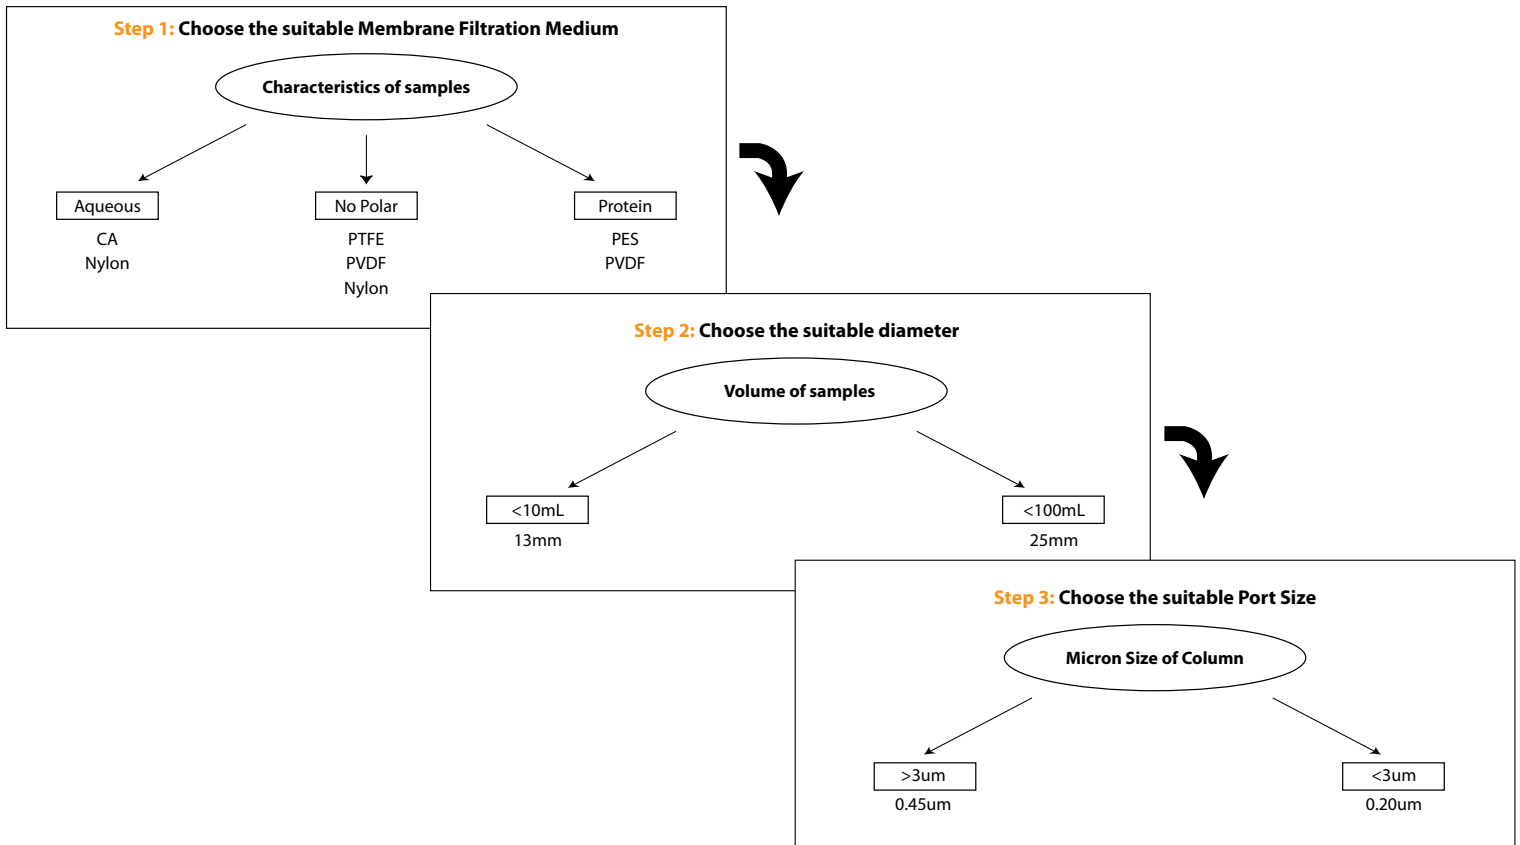 Step 1: Choose the suitable Membrane Filtration Medium
Characteristics of samples
Aqueous
CA
Nylon
No Polar
PTFE
PVDF
Nylon
Protein
PES
PVDF
Step 2: Choose the suitable diameter
Volume of samples
<10mL
13mm
<100mL
25mm
Step 3: Choose the suitable Port Size
Micron Size of Column
>3um
0.45um
<3um
0.20um